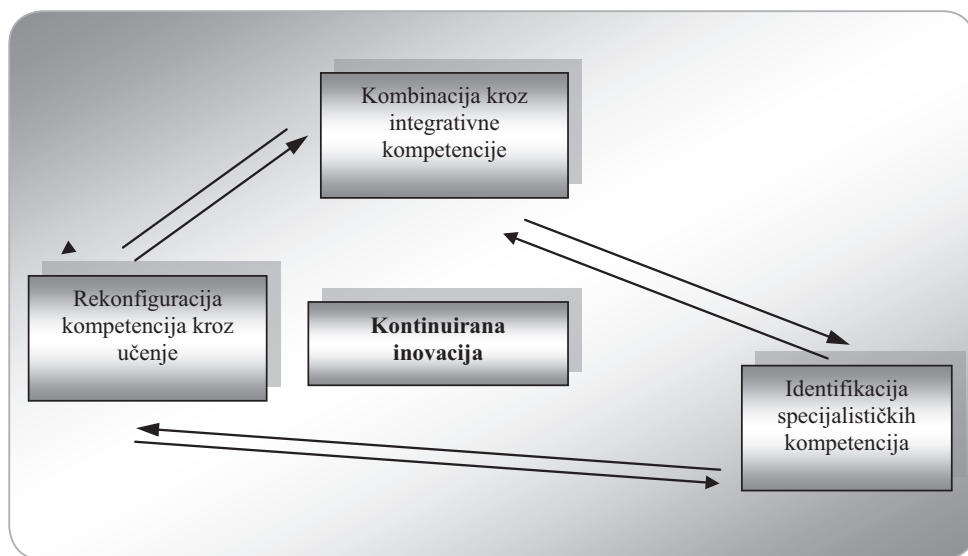 Kombinacija kroz
integrativne
kompetencije
Rekonfiguracija
kompetencija kroz
učenje
Kontinuirana
inovacija
Identifikacija
specijalističkih
kompetencija